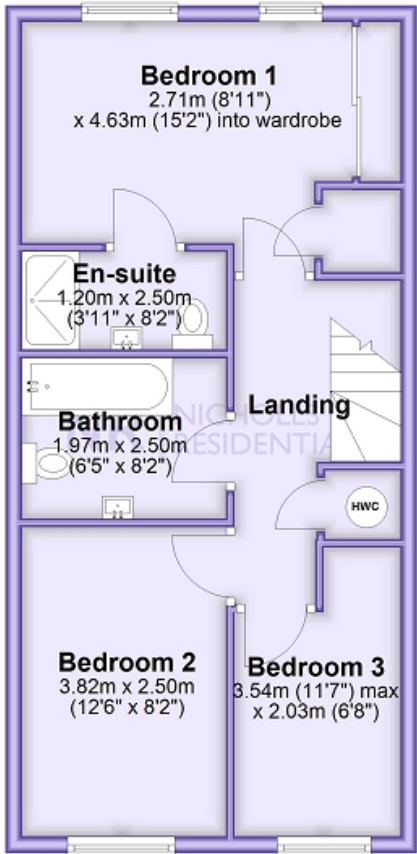 Bedroom 1
2.71m (8'11")
x 4.63m (15'2") into wardrobe
En-suite
1.20m x 2.50m
(3'11" x 8'2")
Landing
NICHOLLS
RESIDENTIA
Bathroom
1.97m x 2.50m
(6'5" x 8'2")
HWC
Bedroom 2
3.82m x 2.50m
(12'6" x 8'2")
Bedroom 3
3.54m (11'7") max
x 2.03m (6'8")